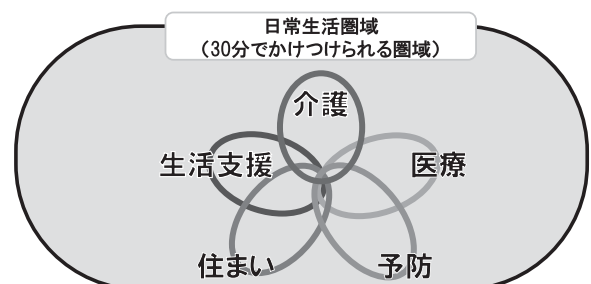 日常生活圏域
（30分でかけつけられる圏域）
介護
生活支援
医療
住まい
予防